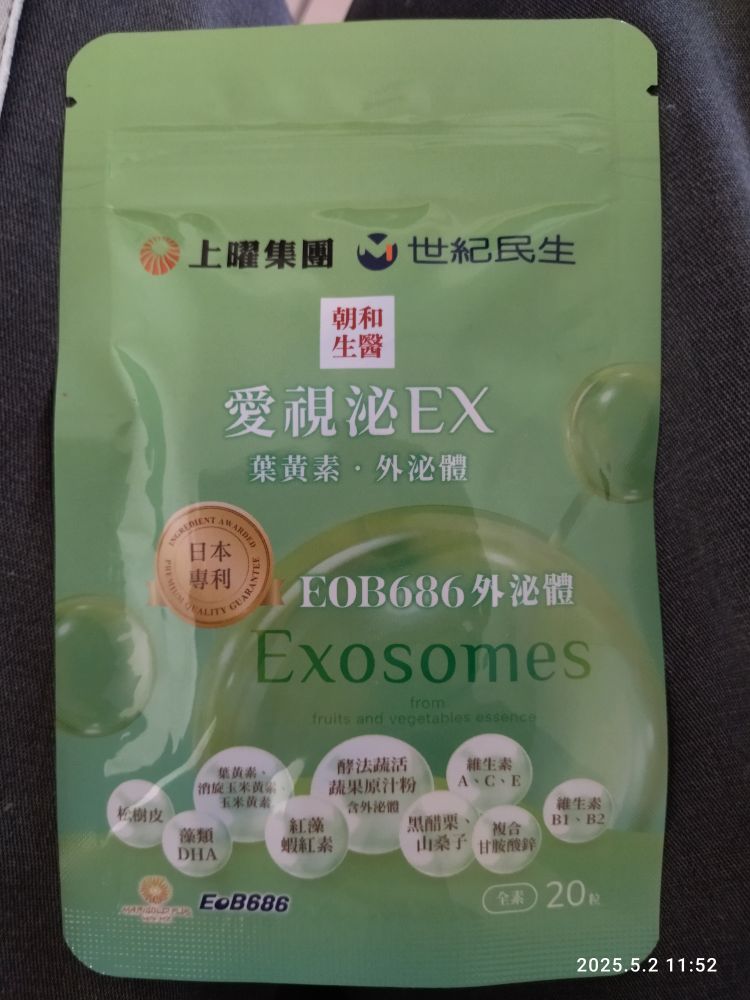 上曜集團 世紀民生
朝和
生醫
愛視泌EX
葉黃素·外泌體
INGREDIENT AWARDED
日本
專利
PREMIUM QUALITY GUARANTEE
EOB686外泌體
Exosomes
from
fruits and vegetables essence
葉黃素、
消旋玉米黃素、
玉米黃素
酵法蔬活
蔬果原汁粉
含外泌體
維生素
A、C、E
松樹皮
藻類
DHA
紅藻
蝦紅素
黑醋栗、
山桑子
複合
甘胺酸鋅
維生素
B1、B2
EOB686
全素 20粒
2025.5.2 11:52